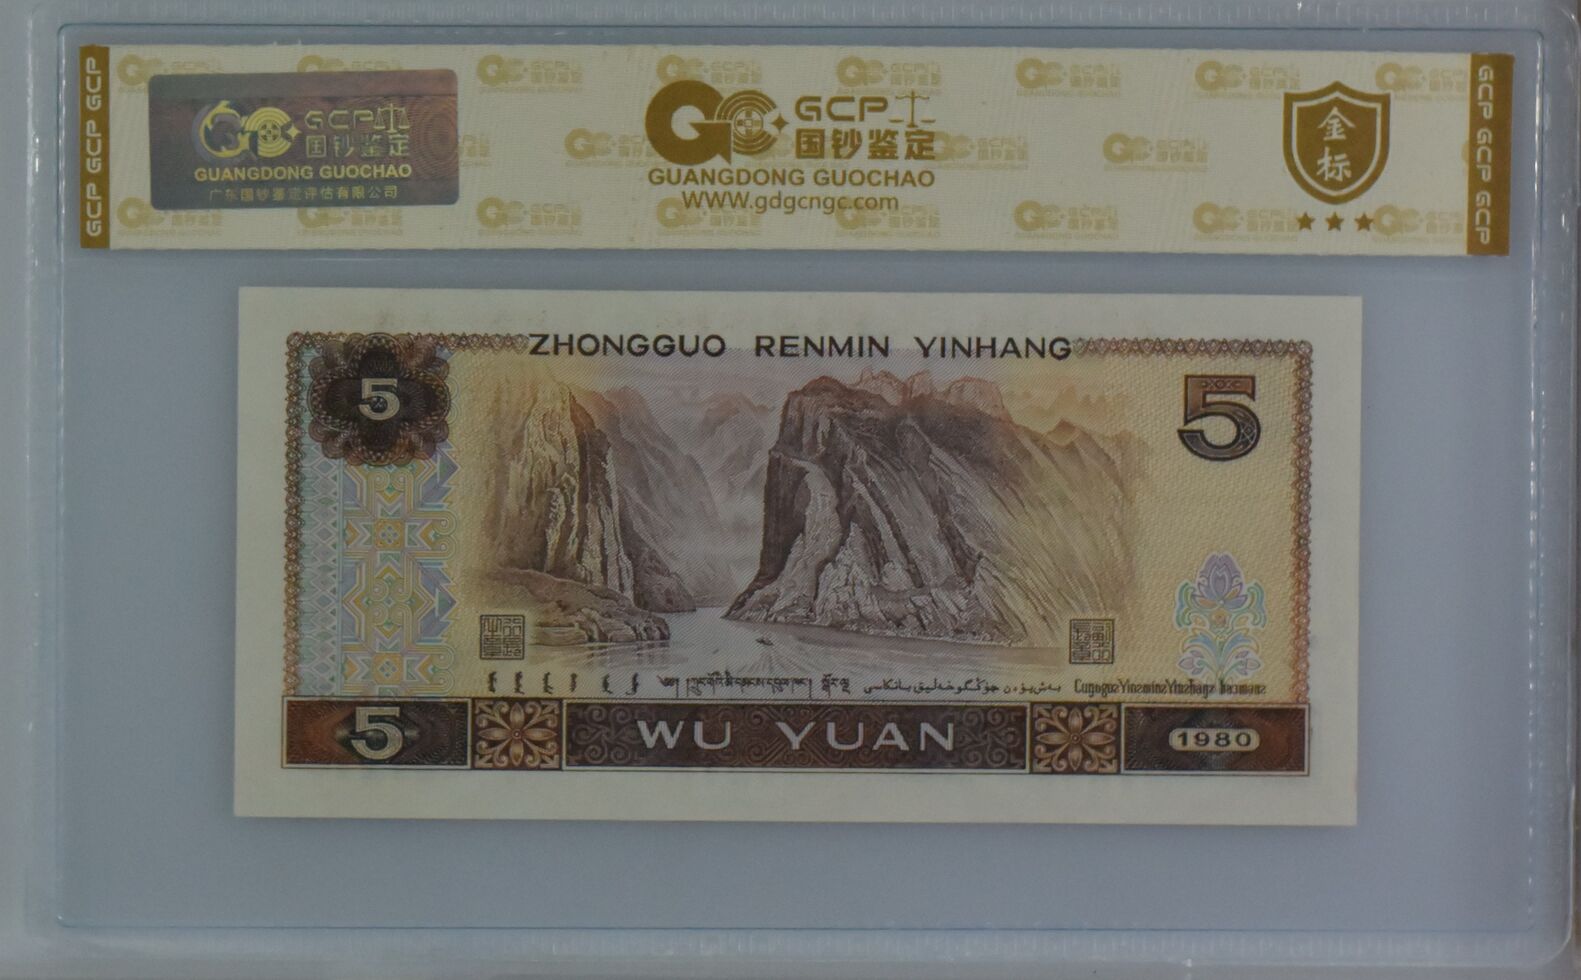 GCP GCP GCP
GCP
国钞鉴定
GUANGDONG GUOCHAO
广东国钞鉴定评估有限公司
GCP
国钞鉴定
GUANGDONG GUOCHAO
WWW.gdgcngc.com
金
标
GCP GCP GCP
ZHONGGUO RENMIN YINHANG
5
5
5
WU YUAN
1980